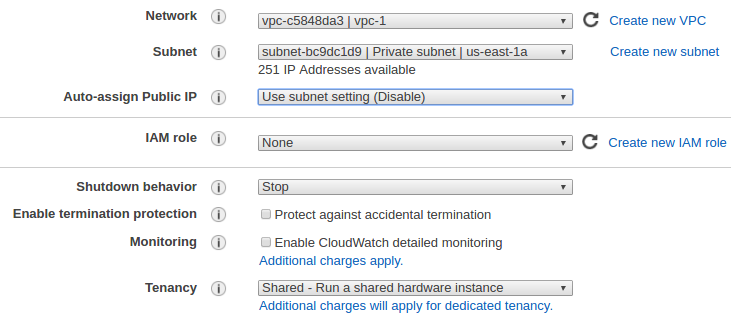 Network i vpc-c5848da3 | vpc-1 Create new VPC
Subnet i subnet-bc9dc1d9 | Private subnet | us-east-1a Create new subnet
251 IP Addresses available
Auto-assign Public IP i Use subnet setting (Disable)
IAM role i None Create new IAM role
Shutdown behavior i Stop
Enable termination protection i Protect against accidental termination
Monitoring i Enable CloudWatch detailed monitoring
Additional charges apply.
Tenancy i Shared - Run a shared hardware instance
Additional charges will apply for dedicated tenancy.